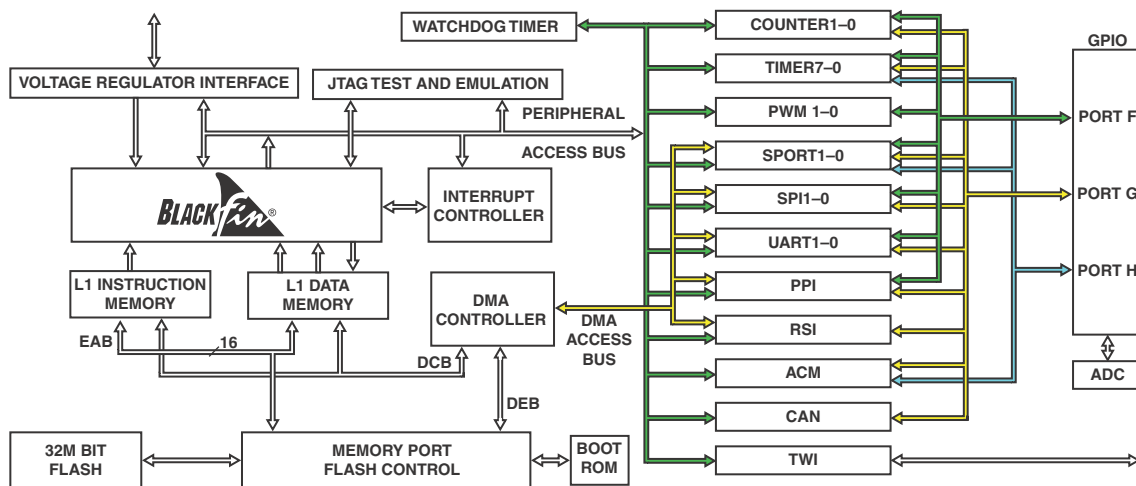 WATCHDOG TIMER
VOLTAGE REGULATOR INTERFACE
JTAG TEST AND EMULATION
PERIPHERAL
ACCESS BUS
BLACKfin®
INTERRUPT
CONTROLLER
L1 INSTRUCTION
MEMORY
L1 DATA
MEMORY
DMA
CONTROLLER
EAB
16
DCB
DMA
ACCESS
BUS
DEB
32M BIT
FLASH
MEMORY PORT
FLASH CONTROL
BOOT
ROM
COUNTER1–0
TIMER7–0
PWM 1–0
SPORT1–0
SPI1–0
UART1–0
PPI
RSI
ACM
CAN
TWI
GPIO
PORT F
PORT G
PORT H
ADC